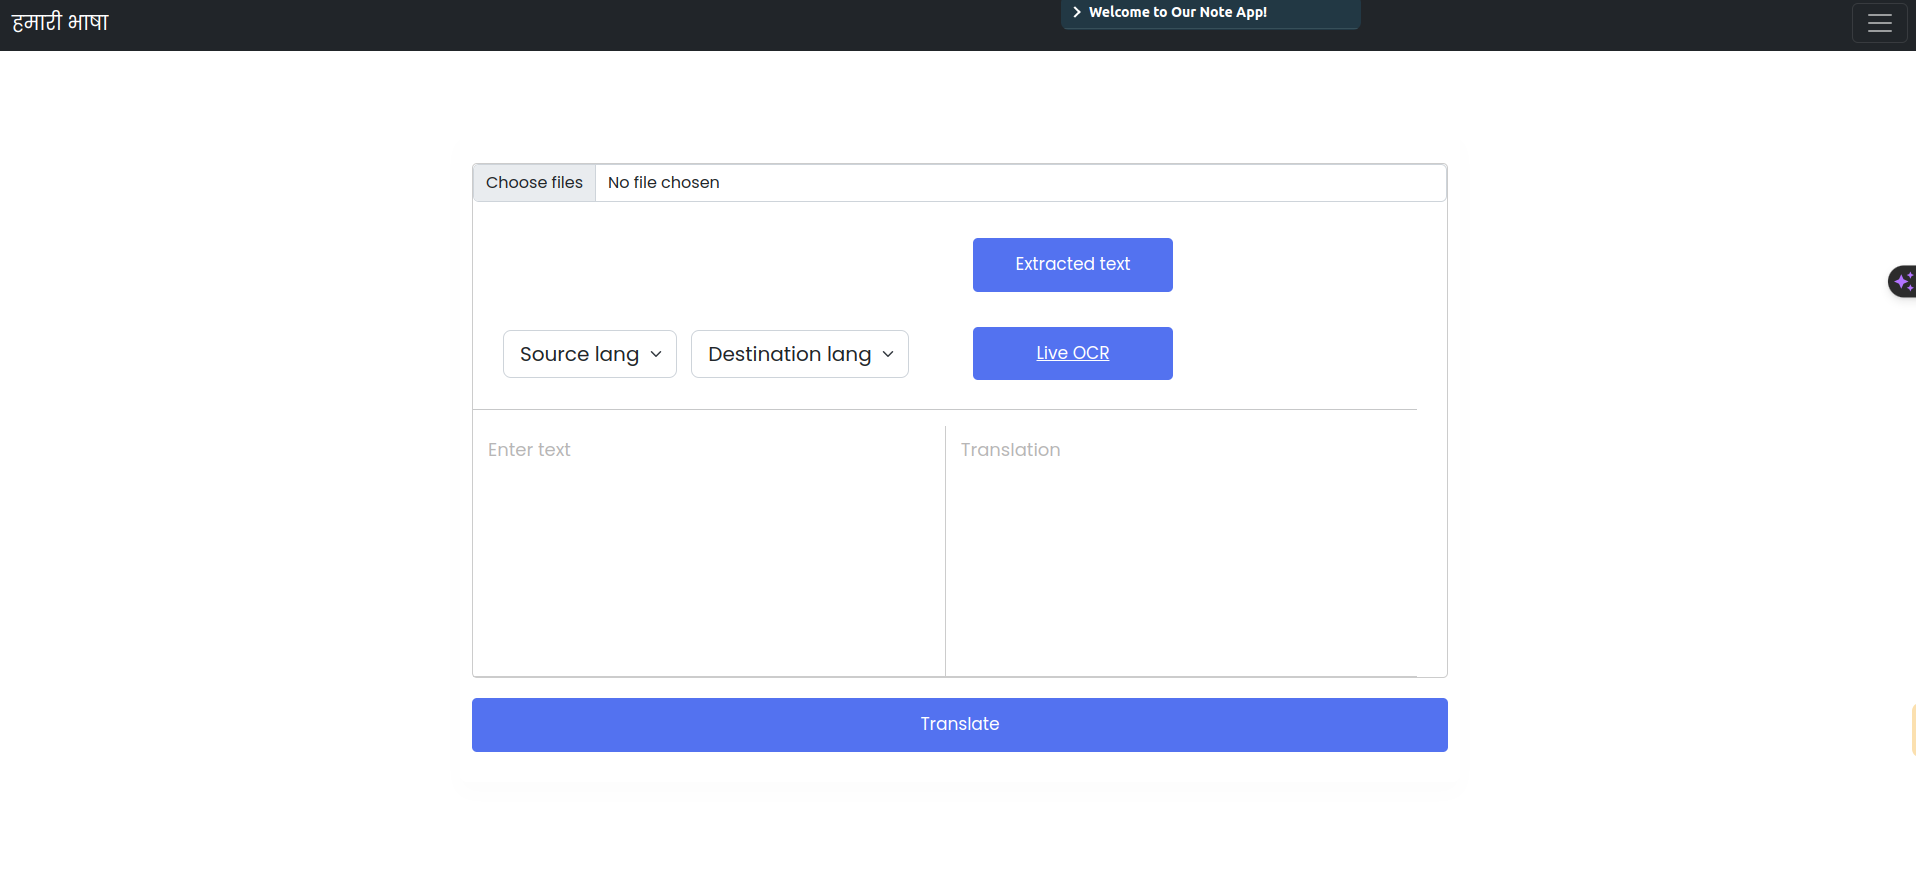 हमारी भाषा
Welcome to Our Note App!
Choose files No file chosen
Extracted text
Source lang Destination lang Live OCR
Enter text Translation
Translate